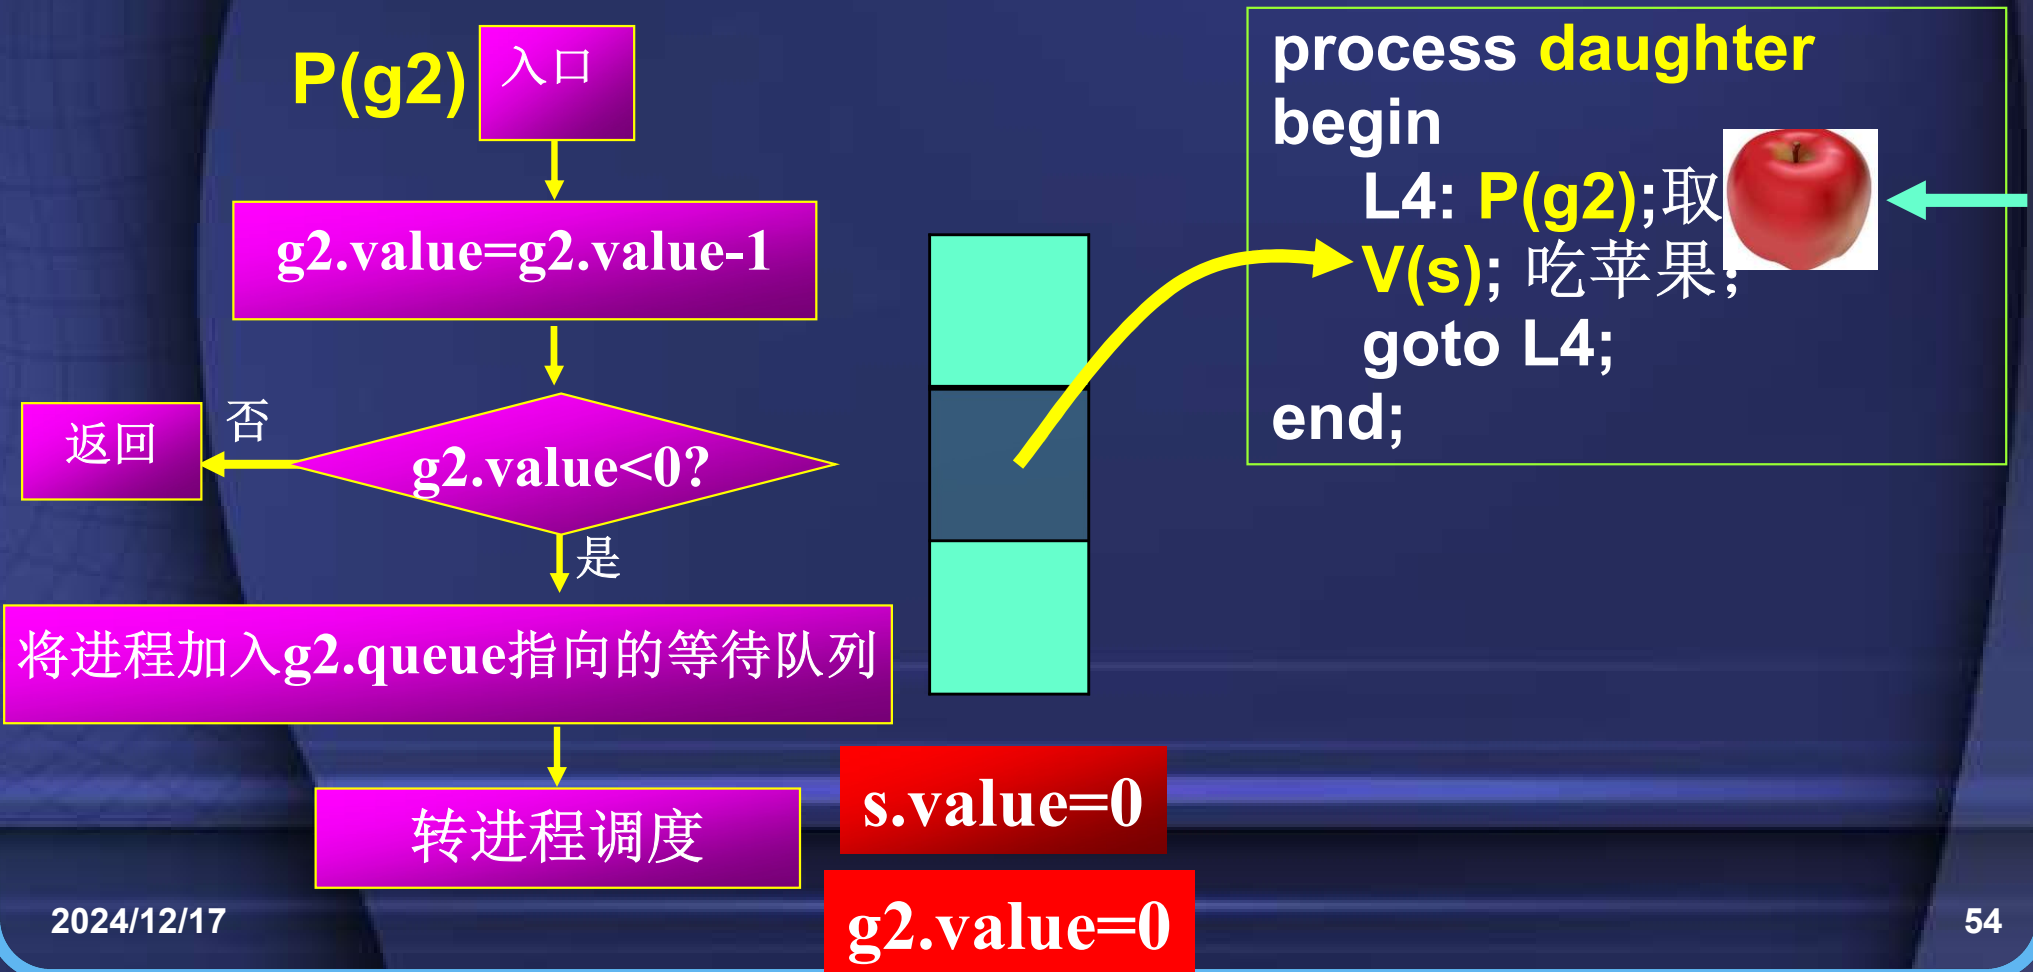 P(g2)
入口
g2.value=g2.value-1
g2.value<0?
否
返回
是
将进程加入g2.queue指向的等待队列
转进程调度
process daughter
begin
L4: P(g2);取
V(s); 吃苹果;
goto L4;
end;
s.value=0
g2.value=0
2024/12/17
54